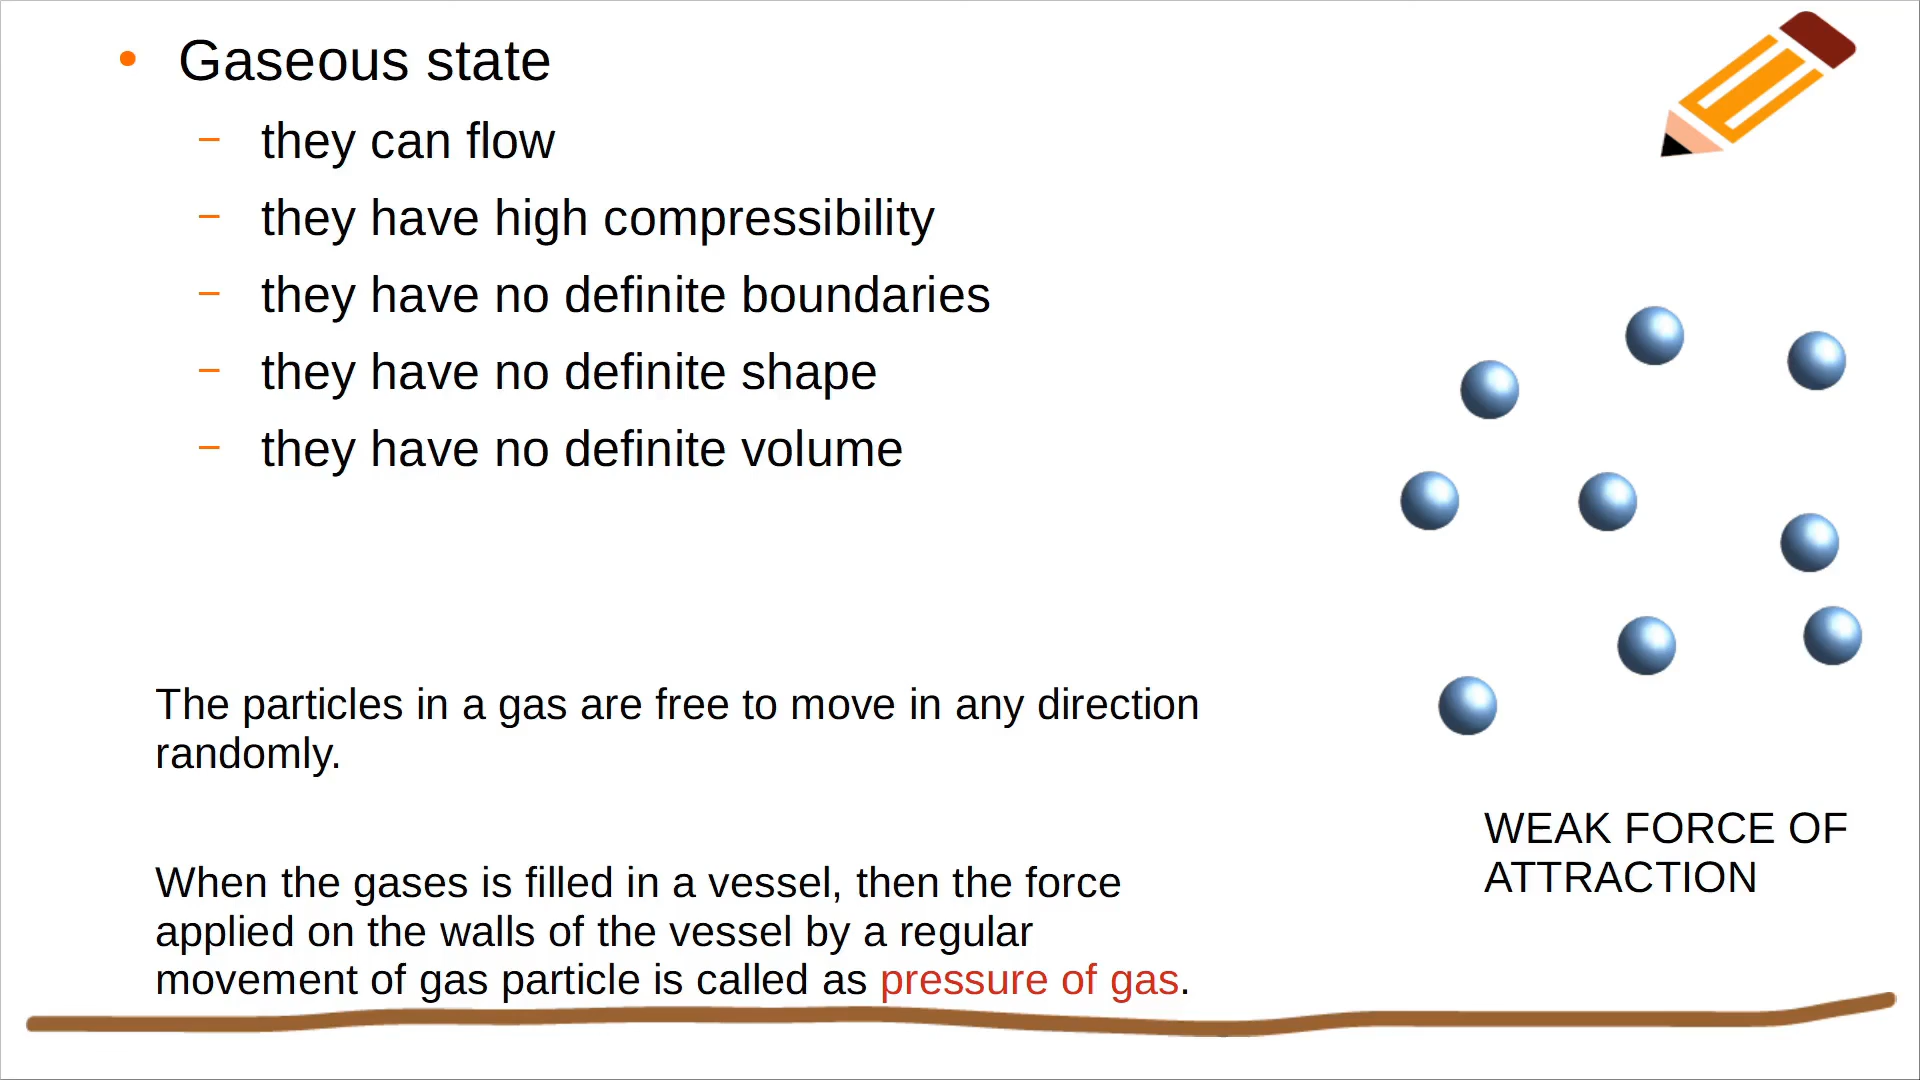 • Gaseous state
– they can flow
– they have high compressibility
– they have no definite boundaries
– they have no definite shape
– they have no definite volume
The particles in a gas are free to move in any direction
randomly.
WEAK FORCE OF
ATTRACTION
When the gases is filled in a vessel, then the force
applied on the walls of the vessel by a regular
movement of gas particle is called as pressure of gas.